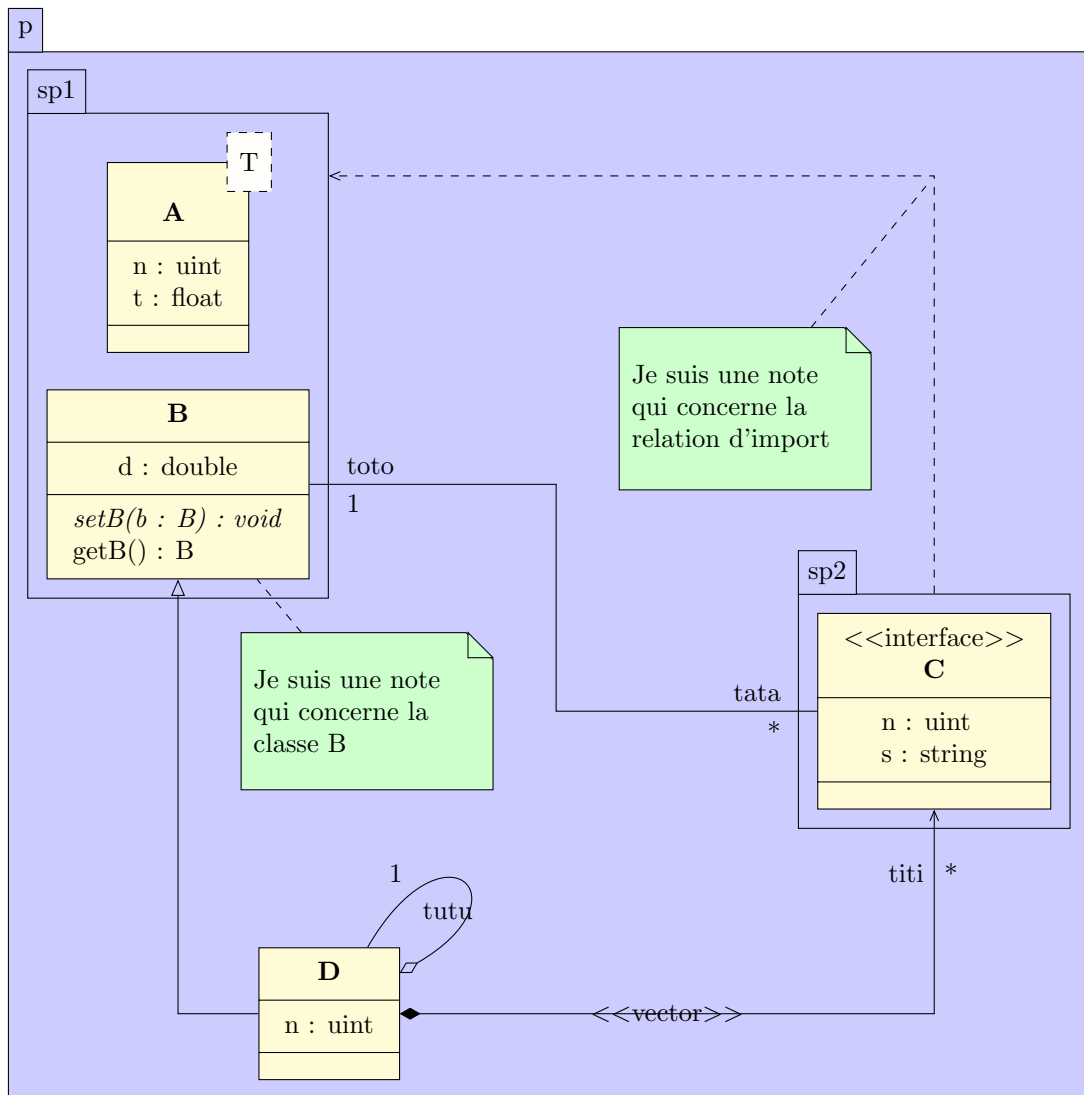 p
sp1
T
A
n : uint
t : float
B
d : double
setB(b : B) : void
getB() : B
toto
1
Je suis une note
qui concerne la
relation d'import
sp2
<<interface>>
C
n : uint
s : string
tata
*
Je suis une note
qui concerne la
classe B
titi
*
1
tutu
D
n : uint
<<vector>>